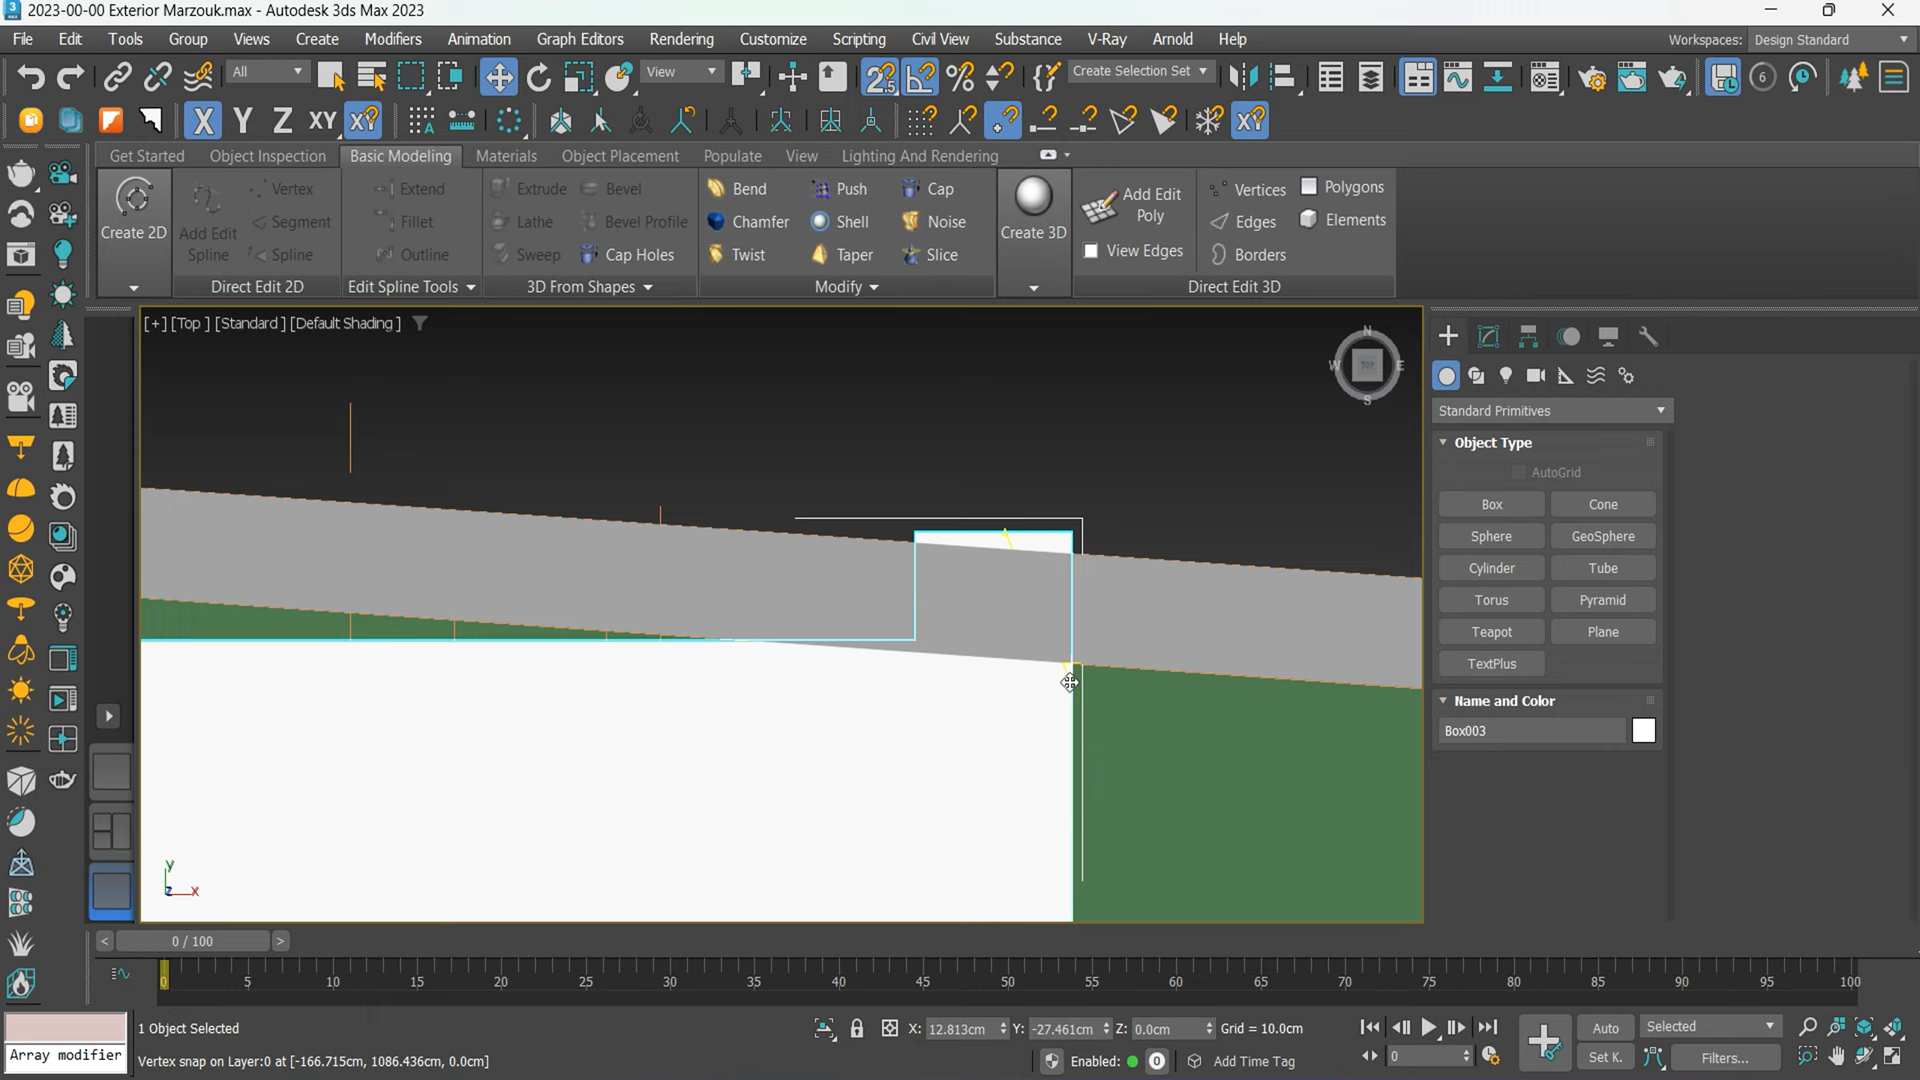 2023-00-00 Exterior Marzouk.max - Autodesk 3ds Max 2023
File Edit Tools Group Views Create Modifiers Animation Graph Editors Rendering Customize Scripting Civil View Substance V-Ray Arnold Help Workspaces: Design Standard
All View Create Selection Set 6
X Y Z XY XY XY
Get Started Object Inspection Basic Modeling Materials Object Placement Populate View Lighting And Rendering
Create 2D Add Edit Spline Vertex Segment Spline Direct Edit 2D
Extend Fillet Outline Edit Spline Tools
Extrude Bevel Lathe Bevel Profile Sweep Cap Holes 3D From Shapes
Bend Push Cap Chamfer Shell Noise Twist Taper Slice Modify
Create 3D Add Edit Poly View Edges Vertices Edges Borders Polygons Elements Direct Edit 3D
[+] [Top ] [Standard ] [Default Shading ]
N
W TOP E
S
Standard Primitives
Object Type
AutoGrid
Box Cone
Sphere GeoSphere
Cylinder Tube
Torus Pyramid
Teapot Plane
TextPlus
Name and Color
Box003
y
z x
< 0 / 100 >
0 5 10 15 20 25 30 35 40 45 50 55 60 65 70 75 80 85 90 95 100
1 Object Selected X: 12.813cm Y: -27.461cm Z: 0.0cm Grid = 10.0cm Auto Selected
Array modifier Vertex snap on Layer:0 at [-166.715cm, 1086.436cm, 0.0cm] Enabled: 0 Add Time Tag 0 Set K. Filters...